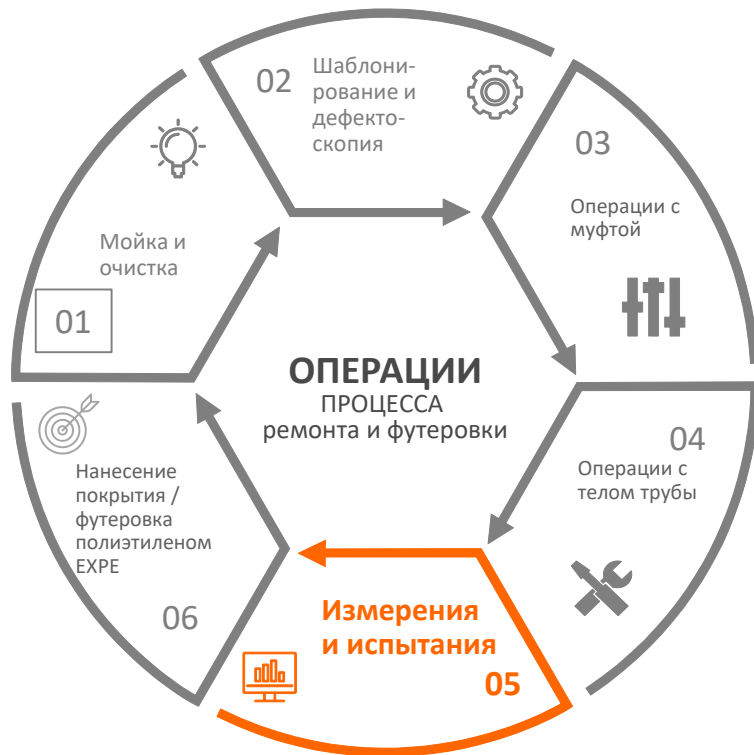 ОПЕРАЦИИ
ПРОЦЕССА
ремонта и футеровки
01
Мойка и
очистка
02
Шаблони-
рование и
дефекто-
скопия
03
Операции с
муфтой
04
Операции с
телом трубы
Измерения
и испытания
05
Нанесение
покрытия /
футеровка
полиэтиленом
EXPE
06